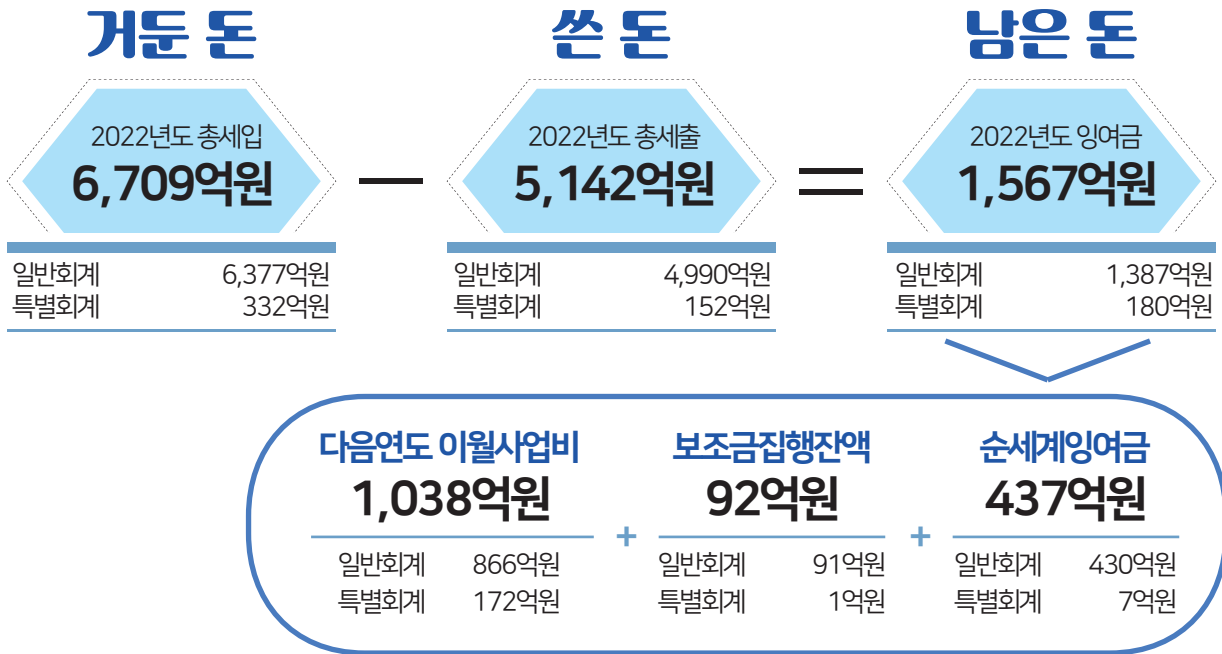 거둔 돈
쓴 돈
남은 돈
2022년도 총세입
6,709억원
2022년도 총세출
5,142억원
2022년도 잉여금
1,567억원
일반회계 6,377억원
특별회계 332억원
일반회계 4,990억원
특별회계 152억원
일반회계 1,387억원
특별회계 180억원
다음연도 이월사업비
1,038억원
일반회계 866억원
특별회계 172억원
+
보조금집행잔액
92억원
일반회계 91억원
특별회계 1억원
+
순세계잉여금
437억원
일반회계 430억원
특별회계 7억원